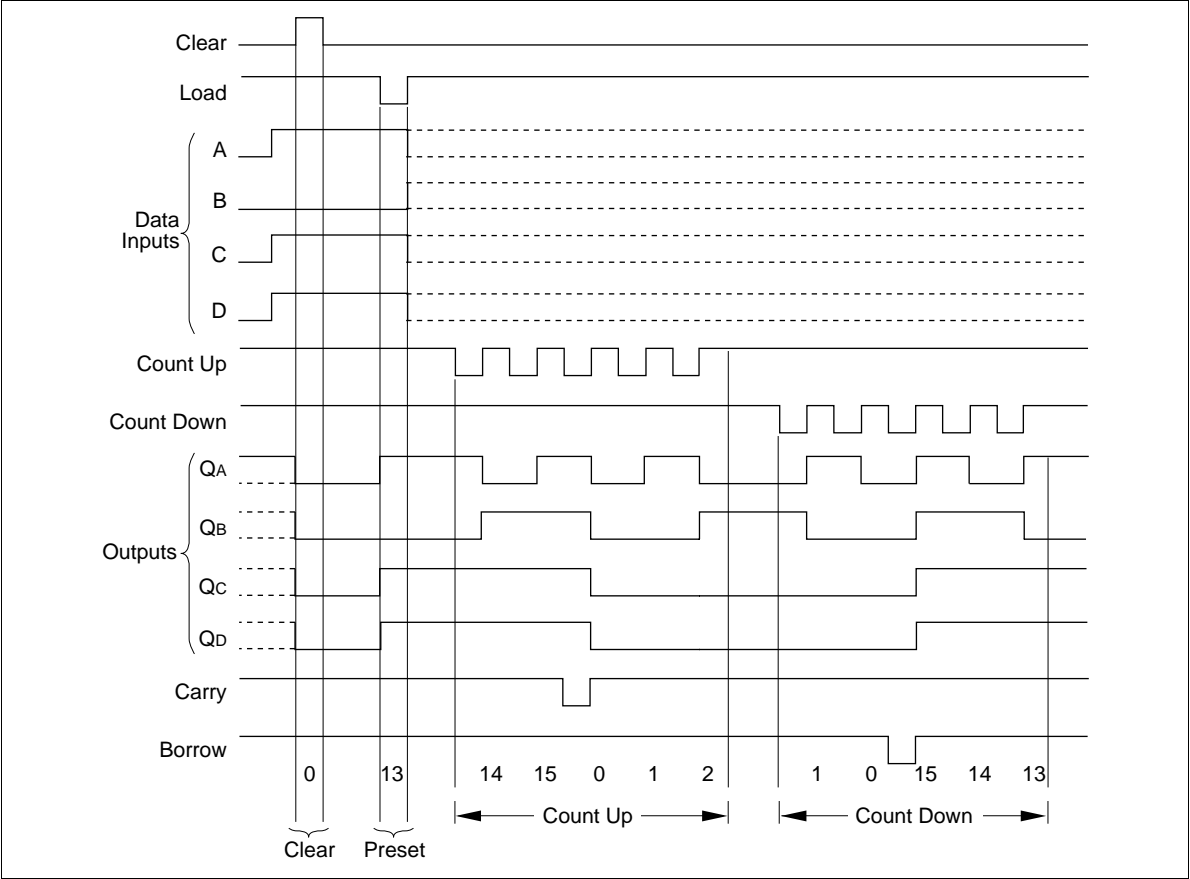 Clear
Load
A
B
Data
Inputs
C
D
Count Up
Count Down
QA
QB
Outputs
QC
QD
Carry
Borrow
0 13 14 15 0 1 2 1 0 15 14 13
Count Up Count Down
Clear Preset